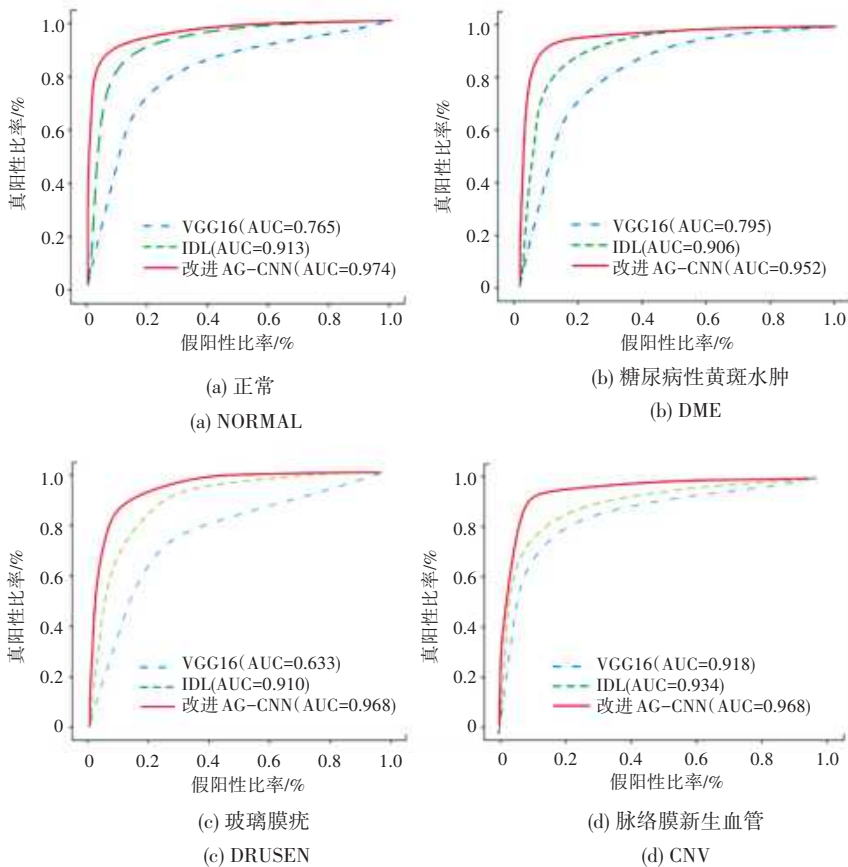 1.0
0.8
0.6
0.4
0.2
0
真阳性比率/%
VGG16(AUC=0.765)
IDL(AUC=0.913)
改进 AG-CNN(AUC=0.974)
0 0.2 0.4 0.6 0.8 1.0
假阳性比率/%
(a) 正常
(a) NORMAL
1.0
0.8
0.6
0.4
0.2
0
真阳性比率/%
VGG16(AUC=0.795)
IDL(AUC=0.906)
改进 AG-CNN(AUC=0.952)
0 0.2 0.4 0.6 0.8 1.0
假阳性比率/%
(b) 糖尿病性黄斑水肿
(b) DME
1.0
0.8
0.6
0.4
0.2
0
真阳性比率/%
VGG16(AUC=0.633)
IDL(AUC=0.910)
改进 AG-CNN(AUC=0.968)
0 0.2 0.4 0.6 0.8 1.0
假阳性比率/%
(c) 玻璃膜疣
(c) DRUSEN
1.0
0.8
0.6
0.4
0.2
0
真阳性比率/%
VGG16(AUC=0.918)
IDL(AUC=0.934)
改进 AG-CNN(AUC=0.968)
0 0.2 0.4 0.6 0.8 1.0
假阳性比率/%
(d) 脉络膜新生血管
(d) CNV